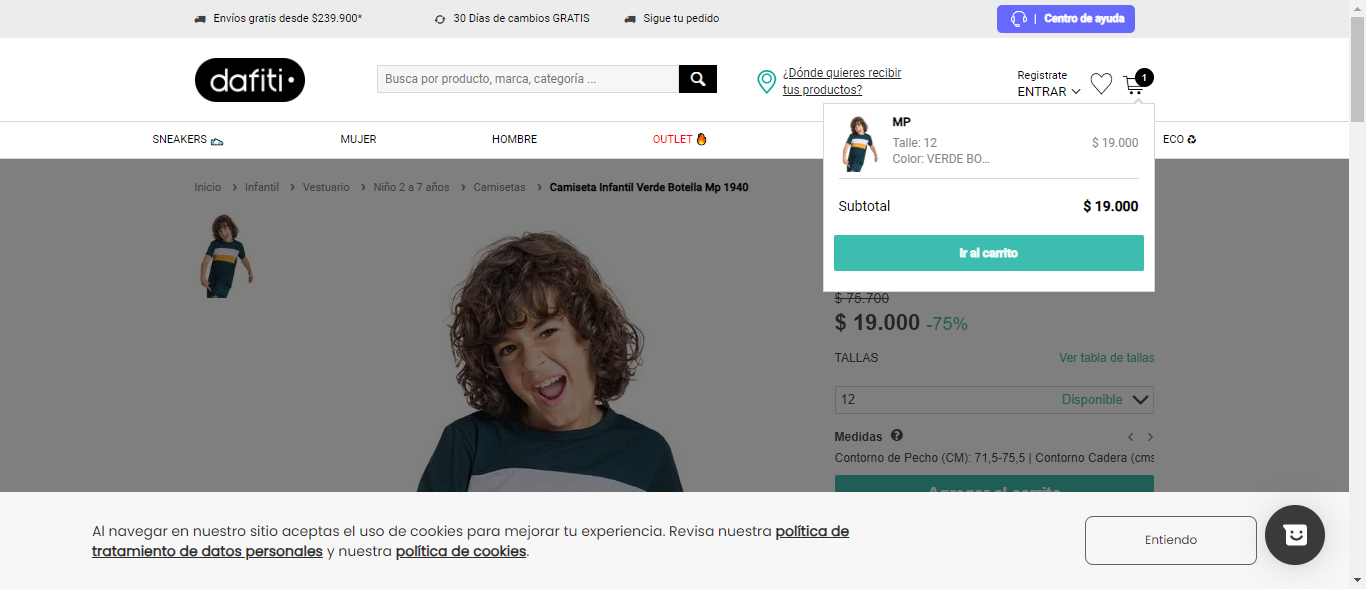 Envíos gratis desde $239.900*
30 Días de cambios GRATIS
Sigue tu pedido
| Centro de ayuda
dafiti
Busca por producto, marca, categoría ...
¿Dónde quieres recibir
tus productos?
Registrate
ENTRAR
1
SNEAKERS
MUJER
HOMBRE
OUTLET
ECO
MP
Talle: 12
$ 19.000
Color: VERDE BO...
Subtotal
$ 19.000
Ir al carrito
Inicio › Infantil › Vestuario › Niño 2 a 7 años › Camisetas › Camiseta Infantil Verde Botella Mp 1940
$ 75.700
$ 19.000 -75%
TALLAS
Ver tabla de tallas
12
Disponible
Medidas
Contorno de Pecho (CM): 71,5-75,5 | Contorno Cadera (cms
Agregar al carrito
Al navegar en nuestro sitio aceptas el uso de cookies para mejorar tu experiencia. Revisa nuestra política de
tratamiento de datos personales y nuestra política de cookies.
Entiendo